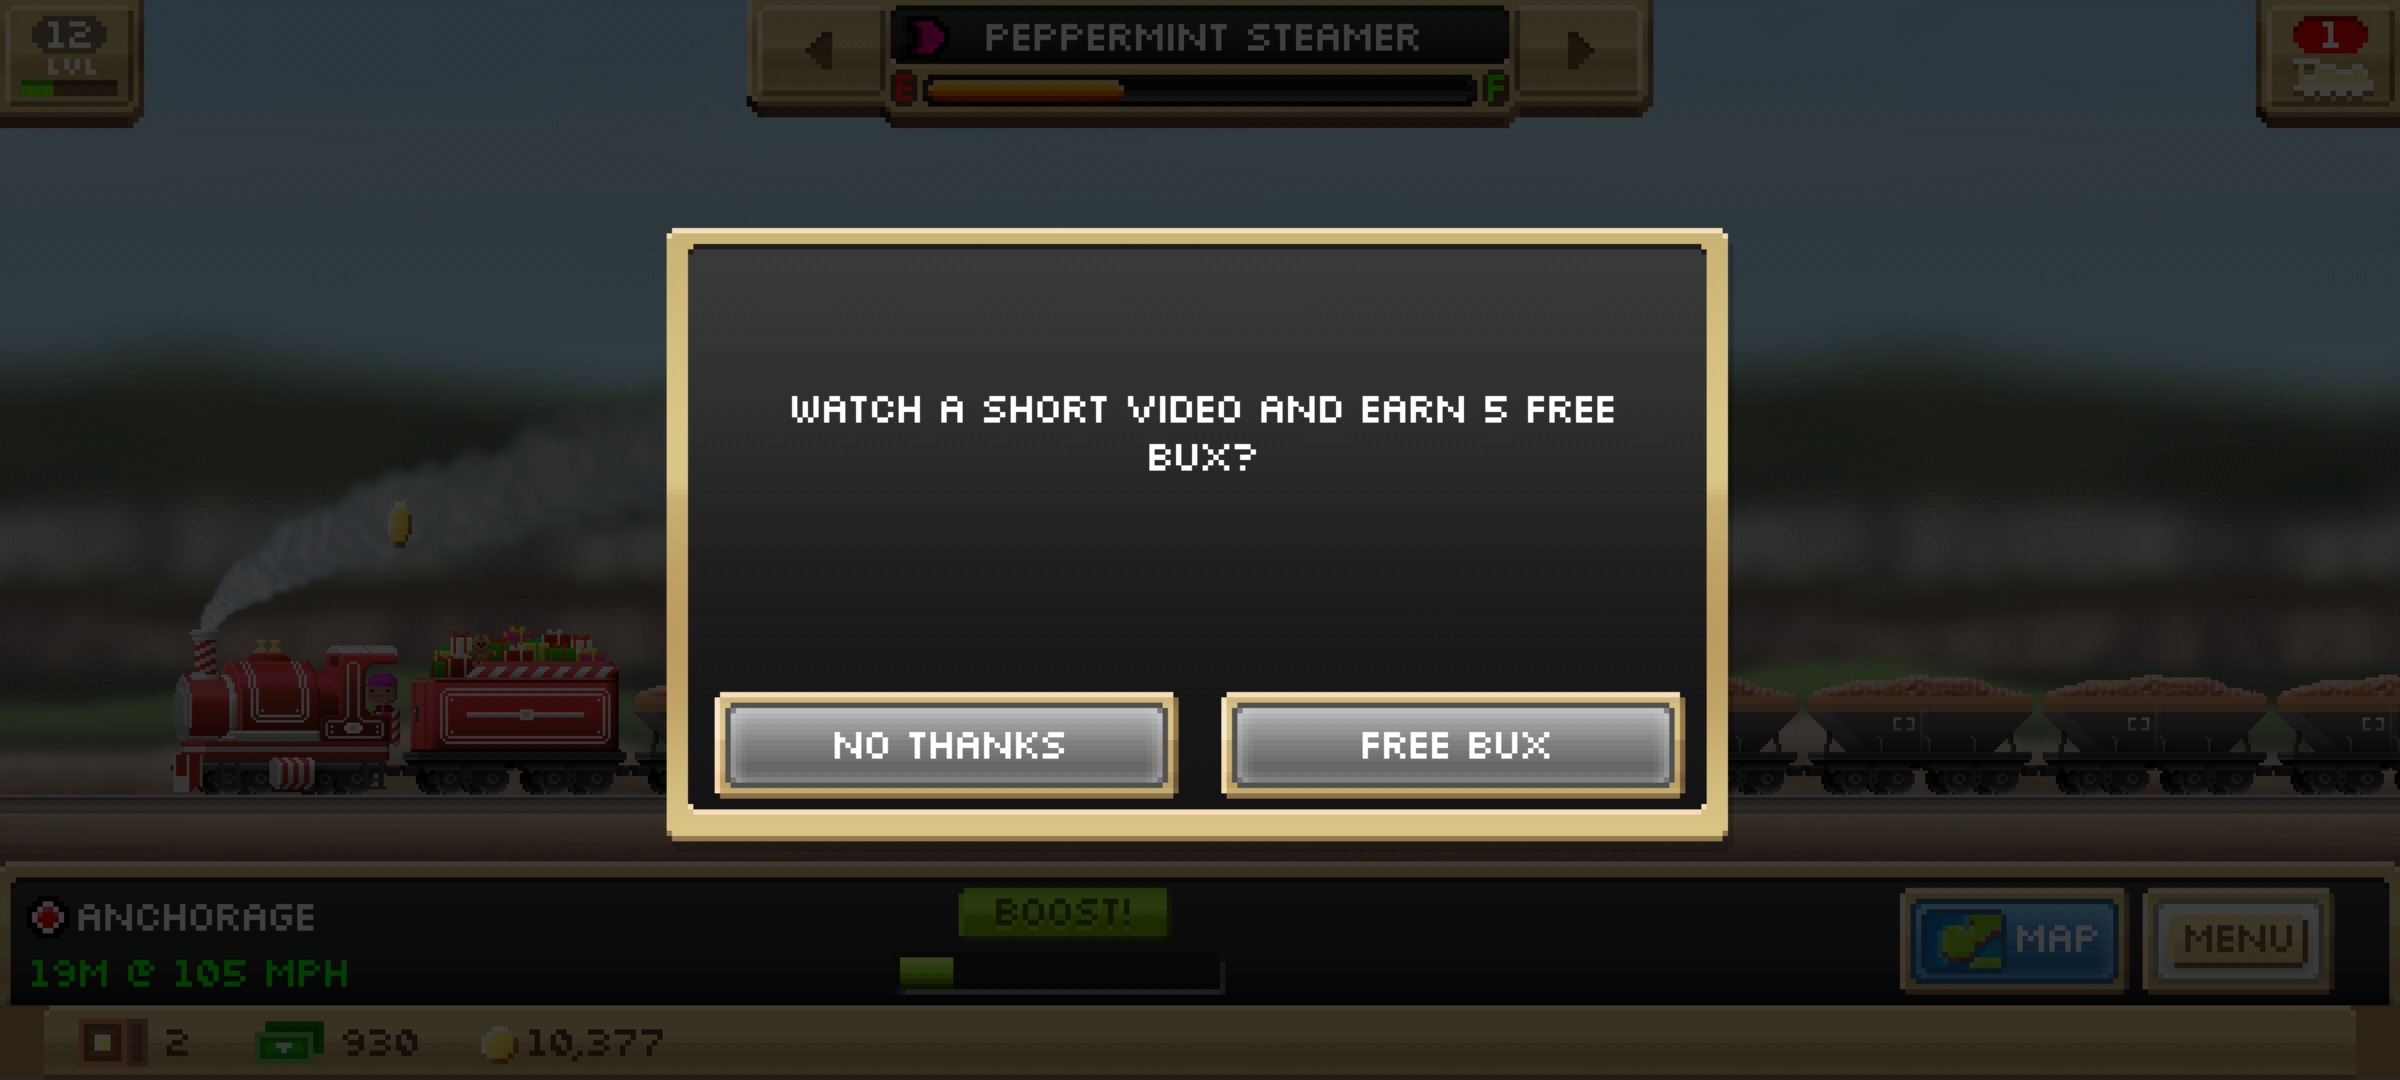 12
LVL
PEPPERMINT STEAMER
E F
1
WATCH A SHORT VIDEO AND EARN 5 FREE
BUX?
NO THANKS
FREE BUX
ANCHORAGE
19M @ 105 MPH
BOOST!
MAP
MENU
2
930
10,377